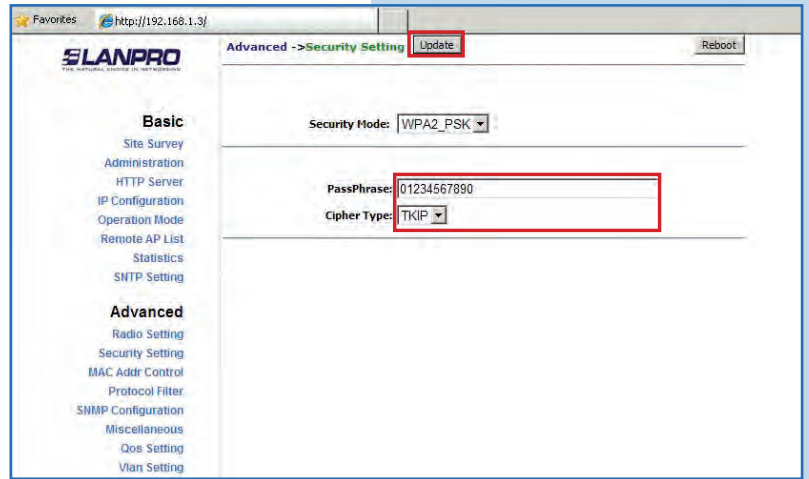 Favorites http://192.168.1.3/
LANPRO
THE NATURAL CHOICE IN NETWORKING
Advanced ->Security Setting Update Reboot
Basic
Site Survey
Administration
HTTP Server
IP Configuration
Operation Mode
Remote AP List
Statistics
SNTP Setting
Advanced
Radio Setting
Security Setting
MAC Addr Control
Protocol Filter
SNMP Configuration
Miscellaneous
Qos Setting
Vlan Setting
Security Mode: WPA2_PSK
PassPhrase: 01234567890
Cipher Type: TKIP